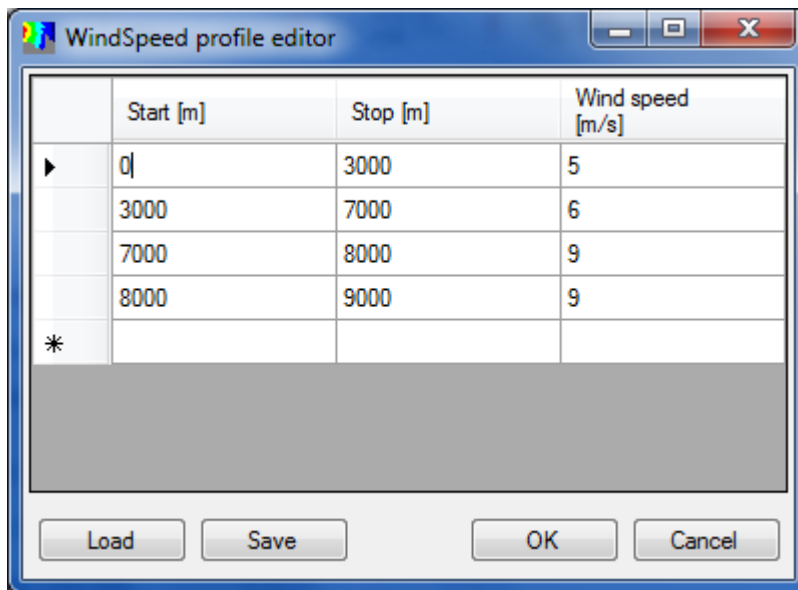 WindSpeed profile editor
Start [m] Stop [m] Wind speed
[m/s]
0 3000 5
3000 7000 6
7000 8000 9
8000 9000 9
Load Save OK Cancel